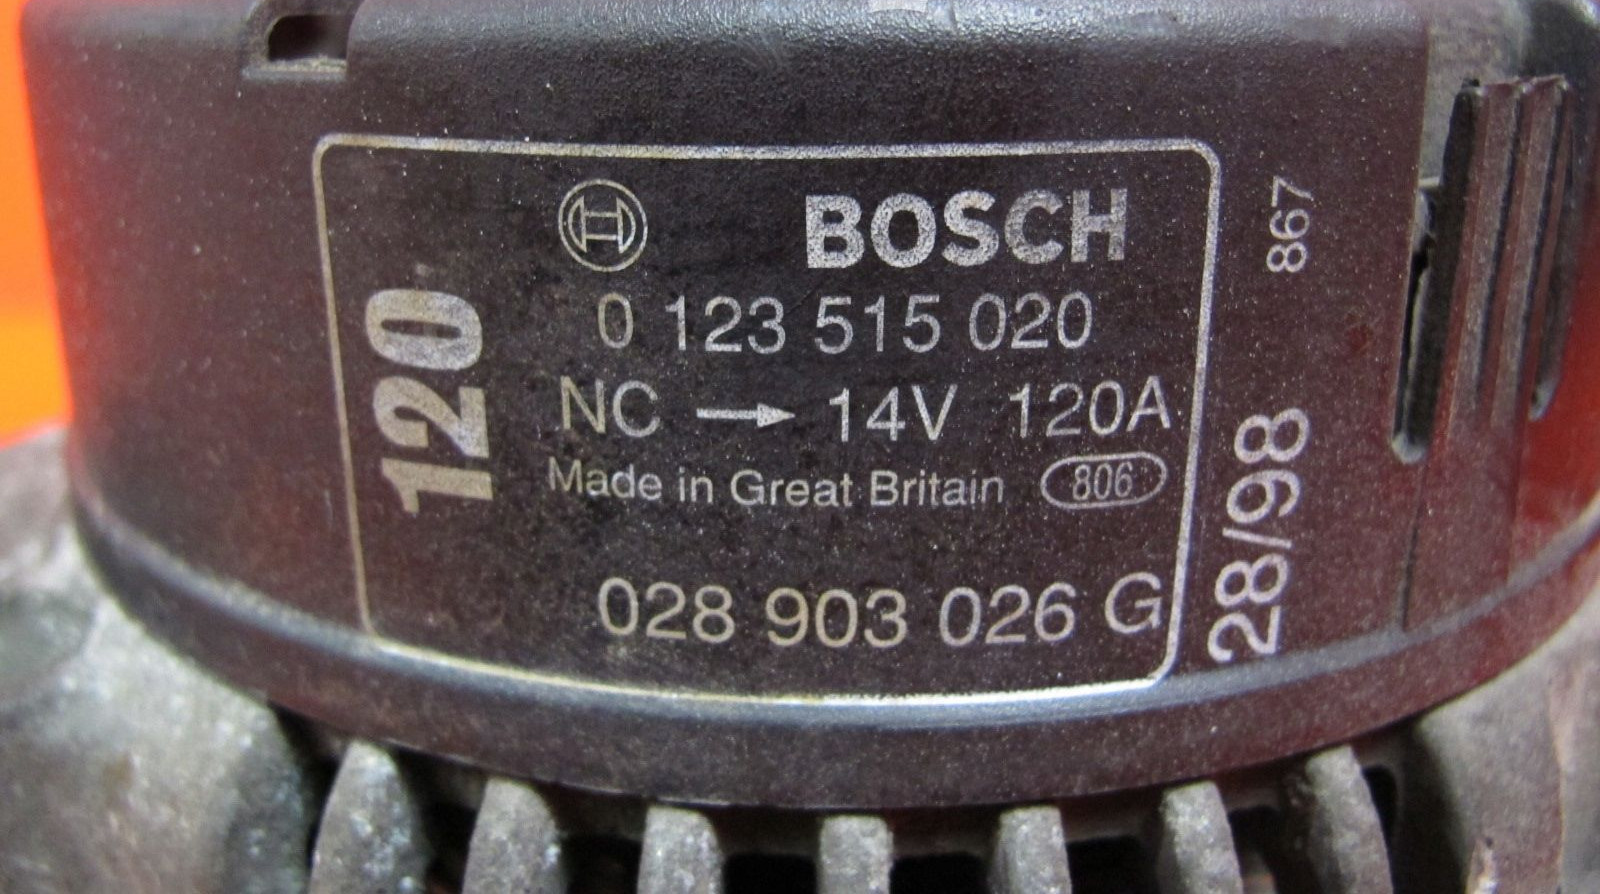 BOSCH
0 123 515 020
NC → 14V 120A
Made in Great Britain 806
028 903 026 G
120
867
28/98